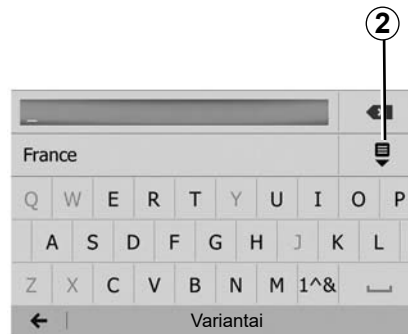 2
_
France
Q W E R T Y U I O P
A S D F G H J K L
Z X C V B N M 1^&
Variantai